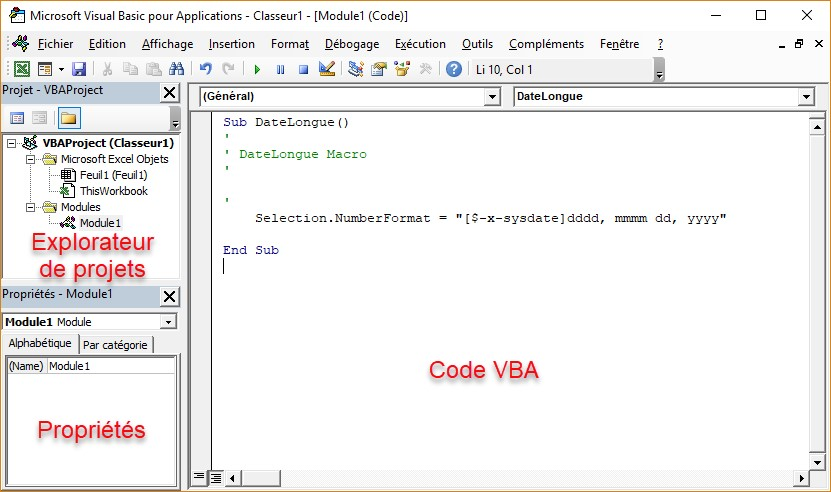 Microsoft Visual Basic pour Applications - Classeur1 - [Module1 (Code)]
Fichier Edition Affichage Insertion Format Débogage Exécution Outils Compléments Fenêtre ?
Li 10, Col 1
Projet - VBAProject
VBAProject (Classeur1)
Microsoft Excel Objets
Feuil1 (Feuil1)
ThisWorkbook
Modules
Module1
Explorateur
de projets
Propriétés - Module1
Module1 Module
Alphabétique Par catégorie
(Name) Module1
Propriétés
(Général) DateLongue
Sub DateLongue()
'
' DateLongue Macro
'
'
Selection.NumberFormat = "[$-x-sysdate]dddd, mmmm dd, yyyy"
End Sub
Code VBA